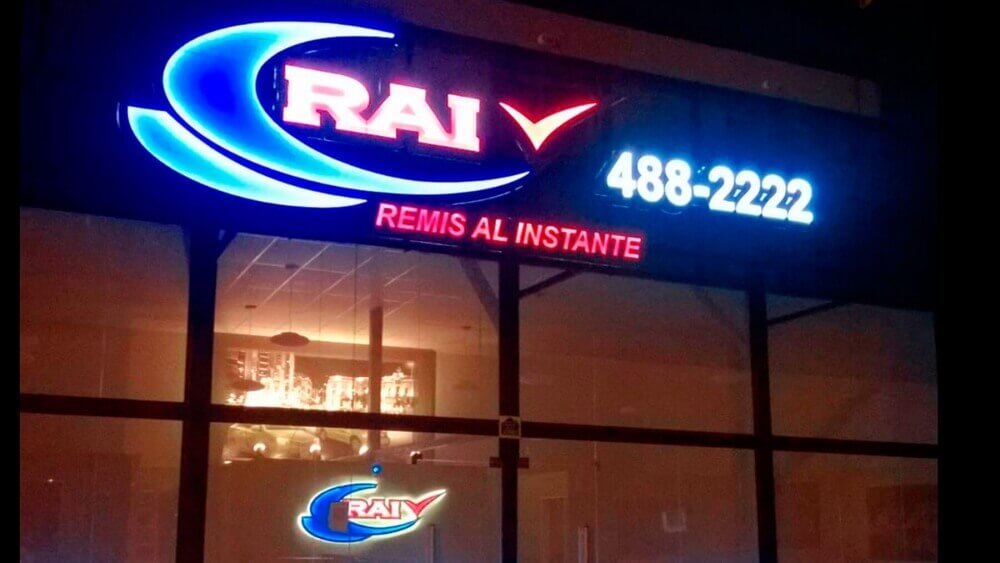 RAI
488-2222
REMIS AL INSTANTE
RAI